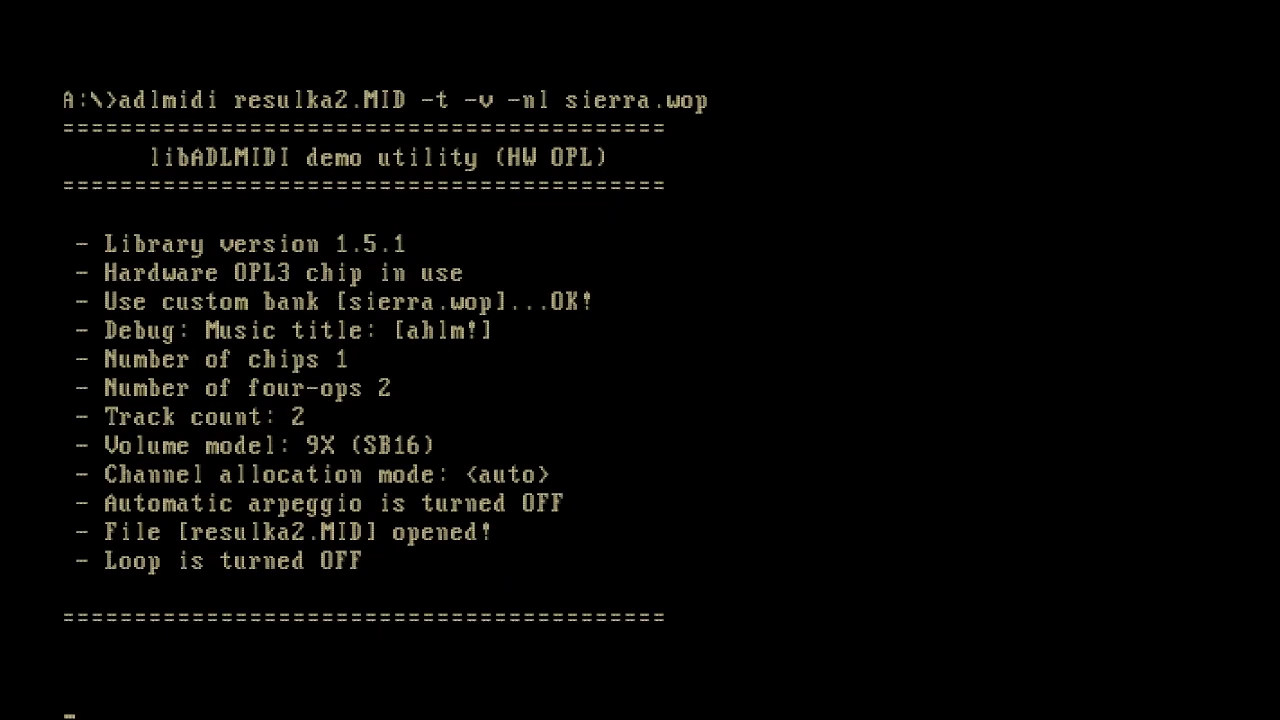 A:\>adlmidi resulka2.MID -t -v -nl sierra.wop
==========================================
libADLMIDI demo utility (HW OPL)
==========================================
- Library version 1.5.1
- Hardware OPL3 chip in use
- Use custom bank [sierra.wop]...OK!
- Debug: Music title: [ahlm!]
- Number of chips 1
- Number of four-ops 2
- Track count: 2
- Volume model: 9X (SB16)
- Channel allocation mode: <auto>
- Automatic arpeggio is turned OFF
- File [resulka2.MID] opened!
- Loop is turned OFF
==========================================